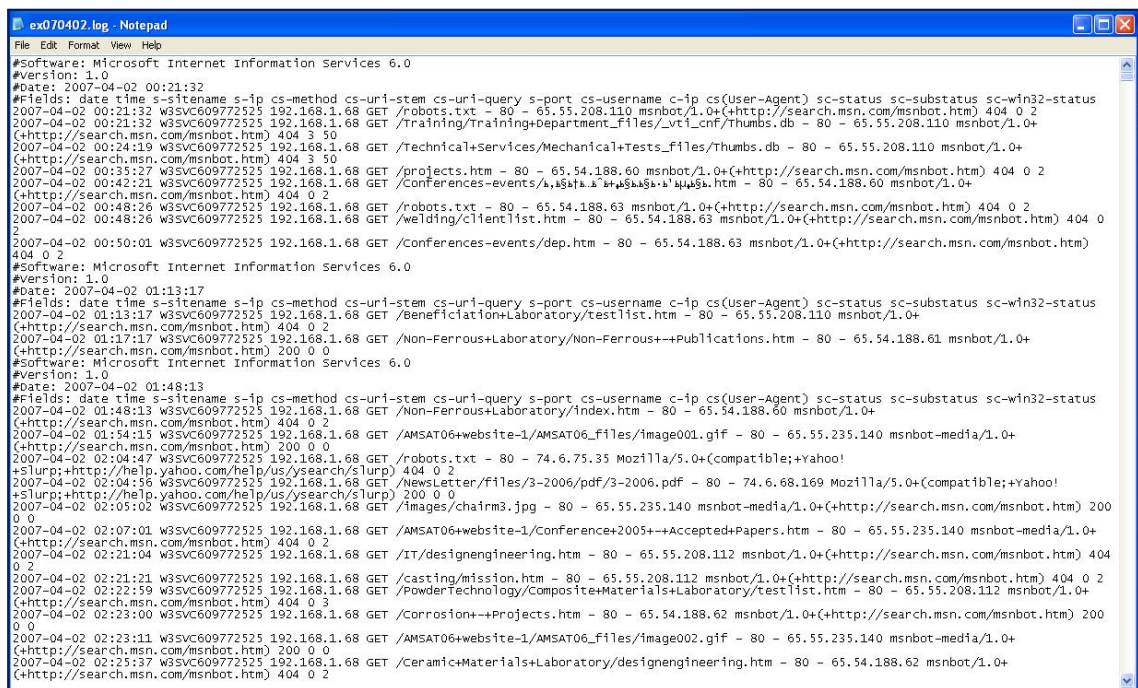 ex070402.log - Notepad
File Edit Format View Help
#Software: Microsoft Internet Information Services 6.0
#Version: 1.0
#Date: 2007-04-02 00:21:32
#Fields: date time s-sitename s-ip cs-method cs-uri-stem cs-uri-query s-port cs-username c-ip cs(User-Agent) sc-status sc-substatus sc-win32-status
2007-04-02 00:21:32 W3SVC609772525 192.168.1.68 GET /robots.txt - 80 - 65.55.208.110 msnbot/1.0+(+http://search.msn.com/msnbot.htm) 404 0 2
2007-04-02 00:21:32 W3SVC609772525 192.168.1.68 GET /Training/Training+Department_files/_vti_cnf/Thumbs.db - 80 - 65.55.208.110 msnbot/1.0+
(+http://search.msn.com/msnbot.htm) 404 3 50
2007-04-02 00:24:19 W3SVC609772525 192.168.1.68 GET /Technical+Services/Mechanical+Tests_files/Thumbs.db - 80 - 65.55.208.110 msnbot/1.0+
(+http://search.msn.com/msnbot.htm) 404 3 50
2007-04-02 00:35:27 W3SVC609772525 192.168.1.68 GET /projects.htm - 80 - 65.54.188.60 msnbot/1.0+(+http://search.msn.com/msnbot.htm) 404 0 2
2007-04-02 00:42:21 W3SVC609772525 192.168.1.68 GET /Conferences-events/ .htm - 80 - 65.54.188.60 msnbot/1.0+
(+http://search.msn.com/msnbot.htm) 404 0 2
2007-04-02 00:48:26 W3SVC609772525 192.168.1.68 GET /robots.txt - 80 - 65.54.188.63 msnbot/1.0+(+http://search.msn.com/msnbot.htm) 404 0 2
2007-04-02 00:48:26 W3SVC609772525 192.168.1.68 GET /welding/clientlist.htm - 80 - 65.54.188.63 msnbot/1.0+(+http://search.msn.com/msnbot.htm) 404 0
2
2007-04-02 00:50:01 W3SVC609772525 192.168.1.68 GET /Conferences-events/dep.htm - 80 - 65.54.188.63 msnbot/1.0+(+http://search.msn.com/msnbot.htm)
404 0 2
#Software: Microsoft Internet Information Services 6.0
#Version: 1.0
#Date: 2007-04-02 01:13:17
#Fields: date time s-sitename s-ip cs-method cs-uri-stem cs-uri-query s-port cs-username c-ip cs(User-Agent) sc-status sc-substatus sc-win32-status
2007-04-02 01:13:17 W3SVC609772525 192.168.1.68 GET /Beneficiation+Laboratory/testlist.htm - 80 - 65.55.208.110 msnbot/1.0+
(+http://search.msn.com/msnbot.htm) 404 0 2
2007-04-02 01:17:17 W3SVC609772525 192.168.1.68 GET /Non-Ferrous+Laboratory/Non-Ferrous+-+Publications.htm - 80 - 65.54.188.61 msnbot/1.0+
(+http://search.msn.com/msnbot.htm) 200 0 0
#Software: Microsoft Internet Information Services 6.0
#Version: 1.0
#Date: 2007-04-02 01:48:13
#Fields: date time s-sitename s-ip cs-method cs-uri-stem cs-uri-query s-port cs-username c-ip cs(User-Agent) sc-status sc-substatus sc-win32-status
2007-04-02 01:48:13 W3SVC609772525 192.168.1.68 GET /Non-Ferrous+Laboratory/index.htm - 80 - 65.54.188.60 msnbot/1.0+
(+http://search.msn.com/msnbot.htm) 404 0 2
2007-04-02 01:54:15 W3SVC609772525 192.168.1.68 GET /AMSAT06+website-1/AMSAT06_files/image001.gif - 80 - 65.55.235.140 msnbot-media/1.0+
(+http://search.msn.com/msnbot.htm) 200 0 0
2007-04-02 02:04:47 W3SVC609772525 192.168.1.68 GET /robots.txt - 80 - 74.6.75.35 Mozilla/5.0+(compatible;+Yahoo!
+Slurp;+http://help.yahoo.com/help/us/ysearch/slurp) 404 0 2
2007-04-02 02:04:56 W3SVC609772525 192.168.1.68 GET /NewsLetter/files/3-2006/pdf/3-2006.pdf - 80 - 74.6.68.169 Mozilla/5.0+(compatible;+Yahoo!
+Slurp;+http://help.yahoo.com/help/us/ysearch/slurp) 200 0 0
2007-04-02 02:05:02 W3SVC609772525 192.168.1.68 GET /images/chairm3.jpg - 80 - 65.55.235.140 msnbot-media/1.0+(+http://search.msn.com/msnbot.htm) 200
0 0
2007-04-02 02:07:01 W3SVC609772525 192.168.1.68 GET /AMSAT06+website-1/Conference+2005+-+Accepted+Papers.htm - 80 - 65.55.235.140 msnbot-media/1.0+
(+http://search.msn.com/msnbot.htm) 404 0 2
2007-04-02 02:21:04 W3SVC609772525 192.168.1.68 GET /IT/designengineering.htm - 80 - 65.55.208.112 msnbot/1.0+(+http://search.msn.com/msnbot.htm) 404
0 2
2007-04-02 02:21:21 W3SVC609772525 192.168.1.68 GET /casting/mission.htm - 80 - 65.55.208.112 msnbot/1.0+(+http://search.msn.com/msnbot.htm) 404 0 2
2007-04-02 02:22:59 W3SVC609772525 192.168.1.68 GET /PowderTechnology/Composite+Materials+Laboratory/testlist.htm - 80 - 65.55.208.112 msnbot/1.0+
(+http://search.msn.com/msnbot.htm) 404 0 3
2007-04-02 02:23:00 W3SVC609772525 192.168.1.68 GET /Corrosion+-+Projects.htm - 80 - 65.54.188.62 msnbot/1.0+(+http://search.msn.com/msnbot.htm) 200
0 0
2007-04-02 02:23:11 W3SVC609772525 192.168.1.68 GET /AMSAT06+website-1/AMSAT06_files/image002.gif - 80 - 65.55.235.140 msnbot-media/1.0+
(+http://search.msn.com/msnbot.htm) 200 0 0
2007-04-02 02:25:37 W3SVC609772525 192.168.1.68 GET /Ceramic+Materials+Laboratory/designengineering.htm - 80 - 65.54.188.62 msnbot/1.0+
(+http://search.msn.com/msnbot.htm) 404 0 2